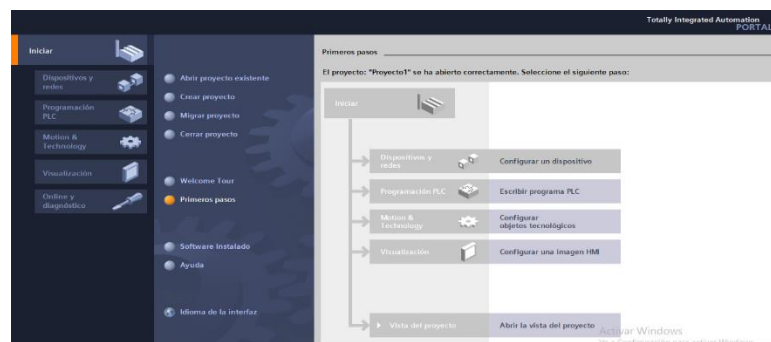 Totally Integrated Automation
PORTAL
Iniciar
Dispositivos y
redes
Programación
PLC
Motion &
Technology
Visualización
Online y
diagnóstico
Abrir proyecto existente
Crear proyecto
Migrar proyecto
Cerrar proyecto
Welcome Tour
Primeros pasos
Software instalado
Ayuda
Idioma de la interfaz
Primeros pasos
El proyecto: "Proyecto1" se ha abierto correctamente. Seleccione el siguiente paso:
Iniciar
Dispositivos y
redes
Configurar un dispositivo
Programación PLC
Escribir programa PLC
Motion &
Technology
Configurar
objetos tecnológicos
Visualización
Configurar una Imagen HMI
Vista del proyecto
Abrir la vista del proyecto
Activar Windows